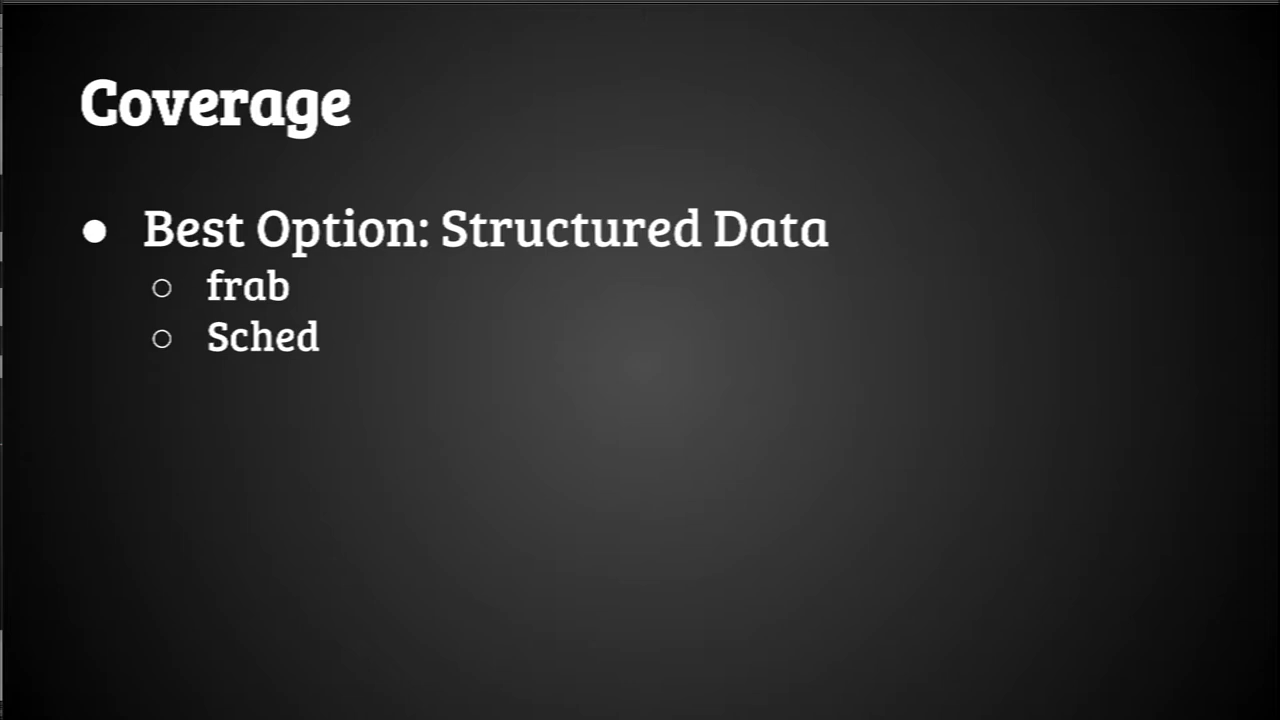 Coverage
● Best Option: Structured Data
○ frab
○ Sched